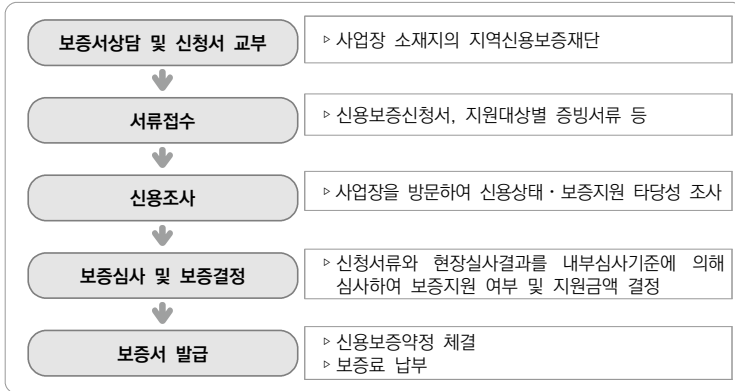 보증서상담 및 신청서 교부
▹사업장 소재지의 지역신용보증재단
서류접수
▹신용보증신청서, 지원대상별 증빙서류 등
신용조사
▹사업장을 방문하여 신용상태・보증지원 타당성 조사
보증심사 및 보증결정
▹신청서류와 현장실사결과를 내부심사기준에 의해
심사하여 보증지원 여부 및 지원금액 결정
보증서 발급
▹신용보증약정 체결
▹보증료 납부